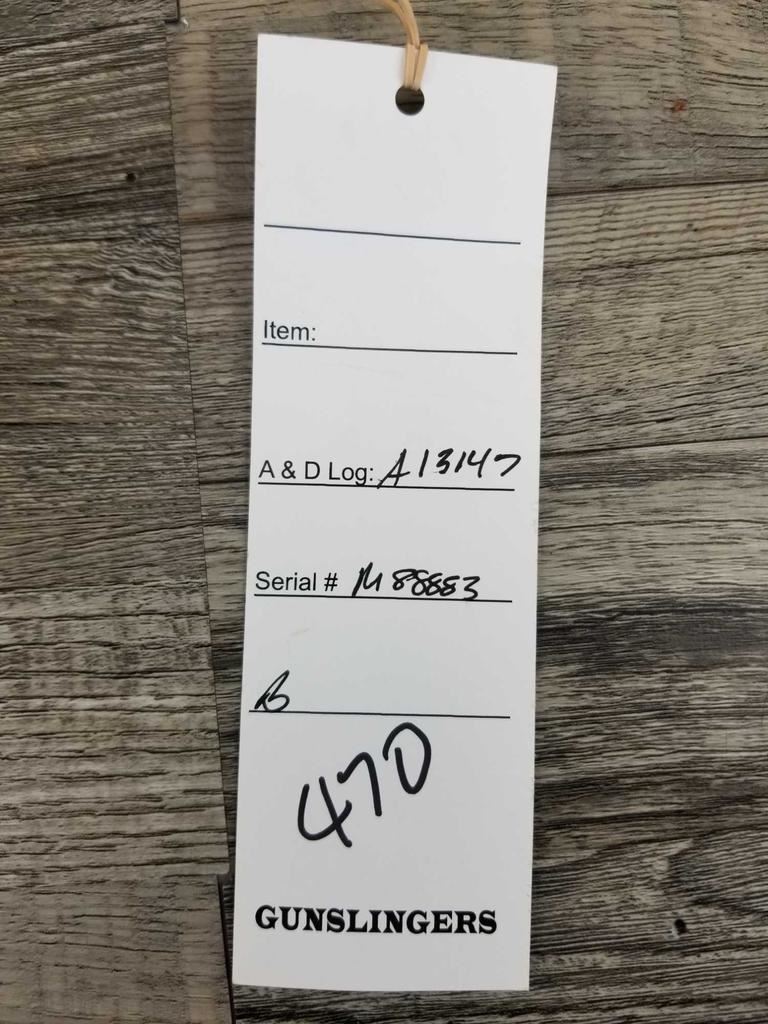 Item:
A & D Log: A13147
Serial # M88883
B
470
GUNSLINGERS